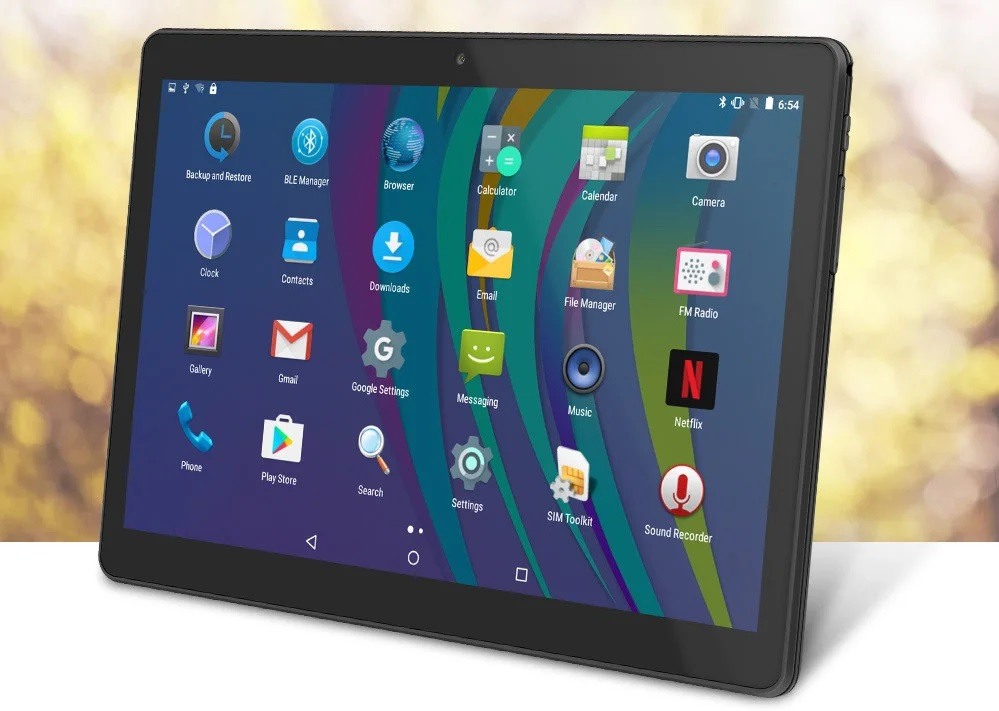 6:54
Backup and Restore
BLE Manager
Browser
Calculator
Calendar
Camera
Clock
Contacts
Downloads
Email
File Manager
FM Radio
Gallery
Gmail
Google Settings
Messaging
Music
Netflix
Phone
Play Store
Search
Settings
SIM Toolkit
Sound Recorder